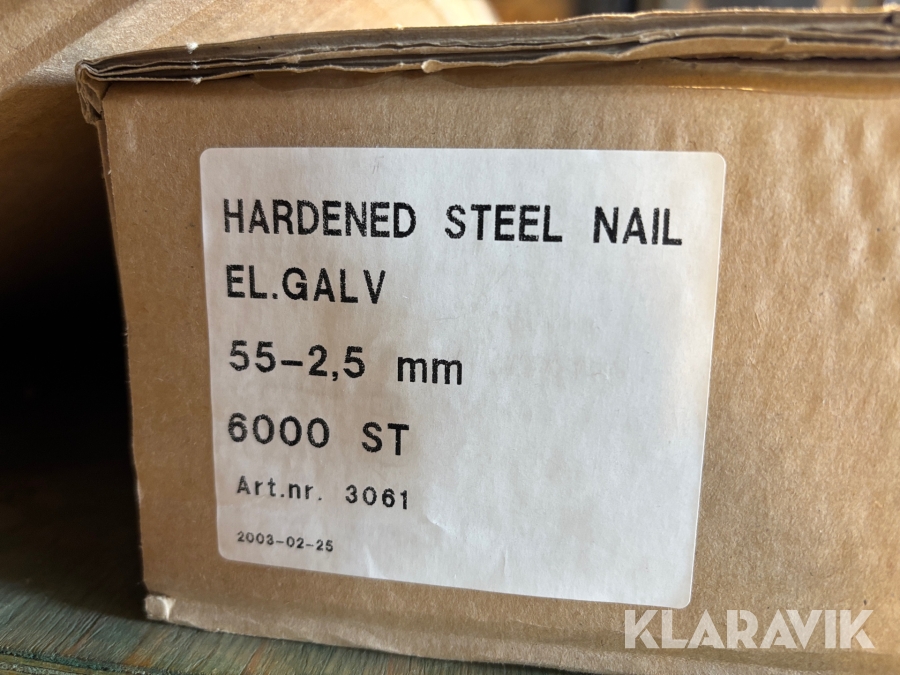 HARDENED STEEL NAIL
EL.GALV
55-2,5 mm
6000 ST
Art.nr. 3061
2003-02-25
KLARAVIK